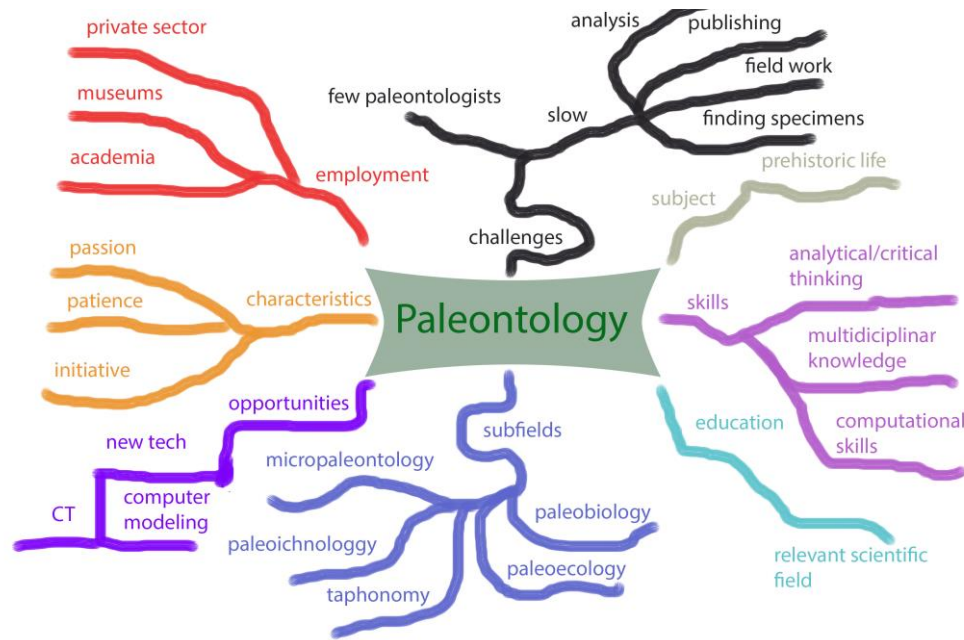 private sector
museums
academia
employment
few paleontologists
slow
analysis
publishing
field work
finding specimens
challenges
prehistoric life
subject
passion
patience
initiative
characteristics
Paleontology
skills
analytical/critical
thinking
multidiciplinar
knowledge
computational
skills
opportunities
new tech
CT
computer
modeling
subfields
micropaleontology
paleoichnologgy
taphonomy
paleobiology
paleoecology
education
relevant scientific
field